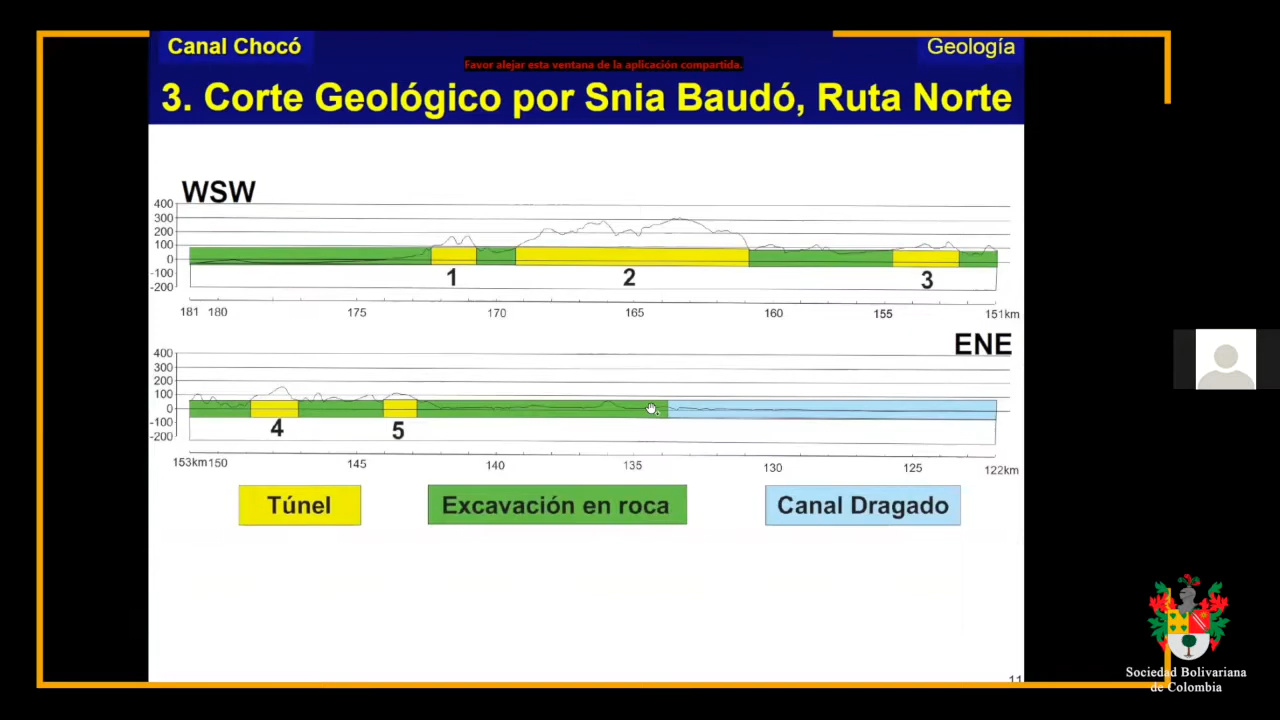 Canal Chocó
Geología
Favor alejar esta ventana de la aplicación compartida.
3. Corte Geológico por Snia Baudó, Ruta Norte
WSW
400
300
200
100
0
-100
-200
1
2
3
181 180 175 170 165 160 155 151km
ENE
400
300
200
100
0
-100
-200
4
5
153km150 145 140 135 130 125 122km
Túnel
Excavación en roca
Canal Dragado
11
Sociedad Bolivariana
de Colombia